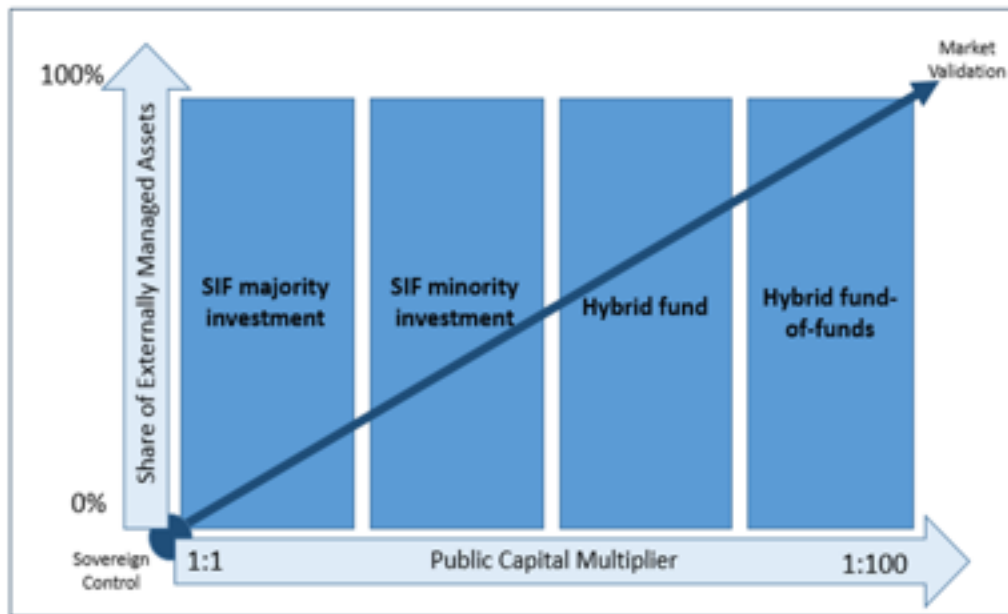 Market
Validation
100%
Share of Externally Managed Assets
SIF majority
investment
SIF minority
investment
Hybrid fund
Hybrid fund-
of-funds
0%
Sovereign
Control
1:1
Public Capital Multiplier
1:100